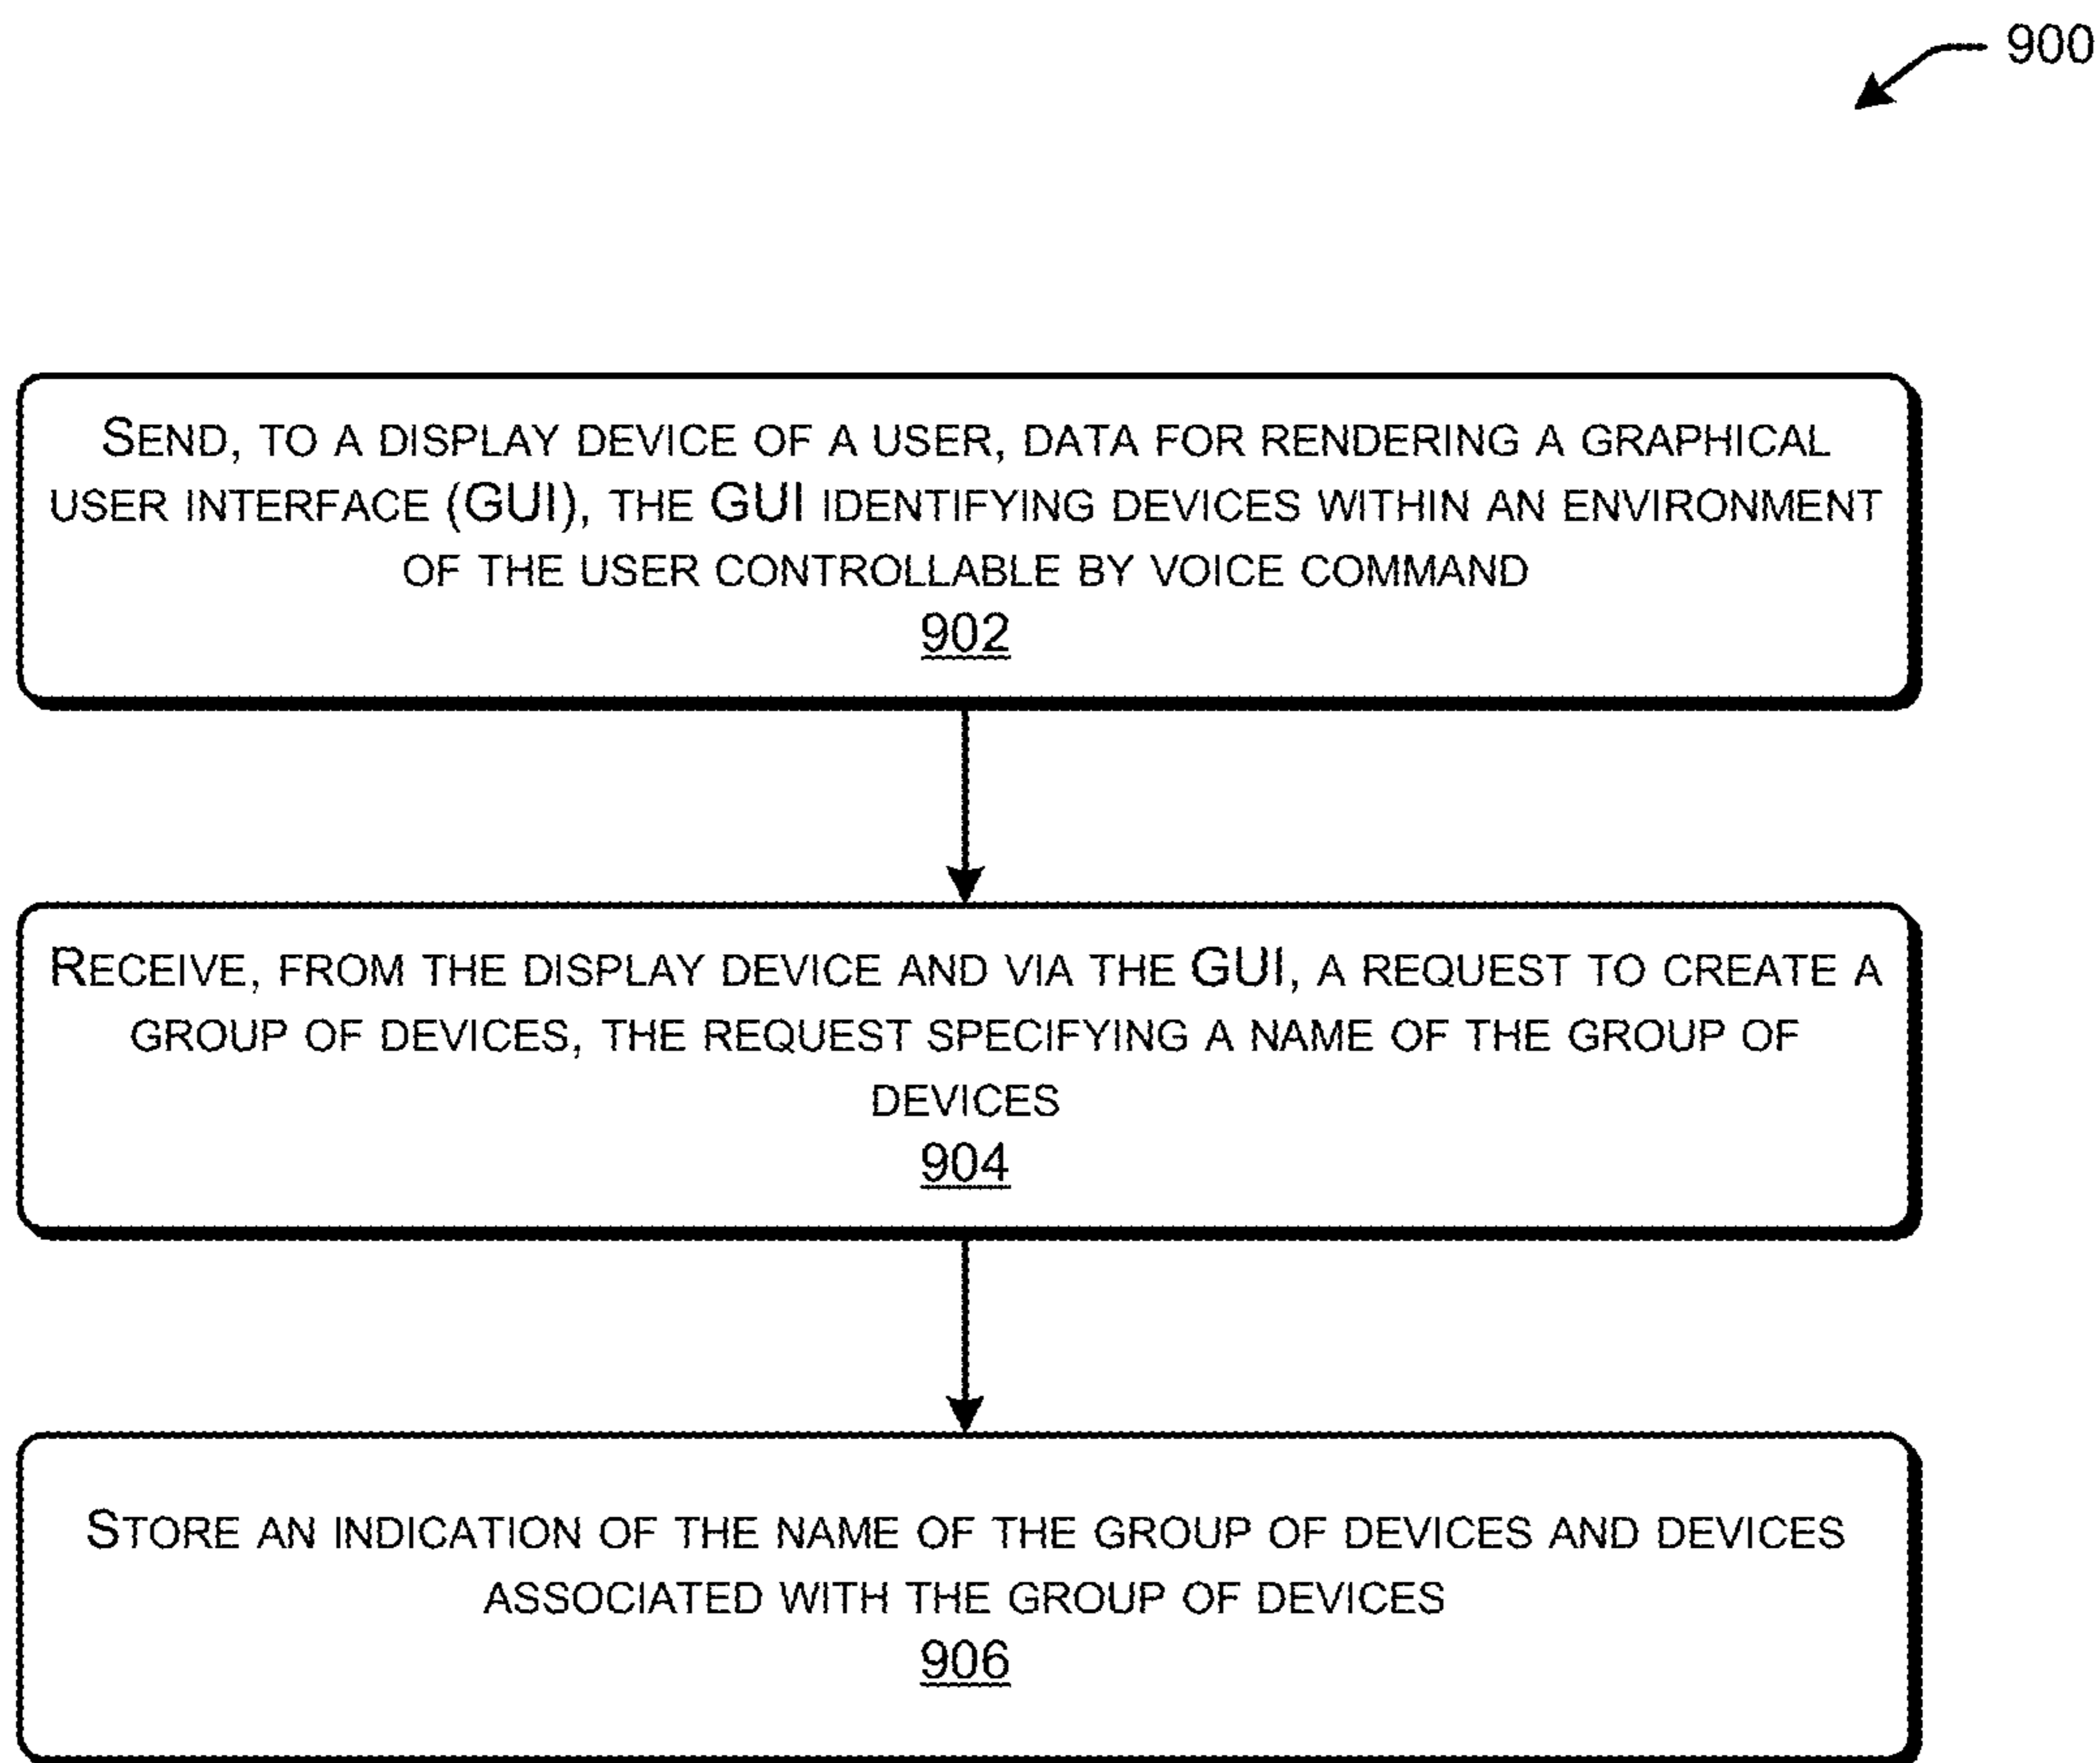 900
SEND, TO A DISPLAY DEVICE OF A USER, DATA FOR RENDERING A GRAPHICAL
USER INTERFACE (GUI), THE GUI IDENTIFYING DEVICES WITHIN AN ENVIRONMENT
OF THE USER CONTROLLABLE BY VOICE COMMAND
902
RECEIVE, FROM THE DISPLAY DEVICE AND VIA THE GUI, A REQUEST TO CREATE A
GROUP OF DEVICES, THE REQUEST SPECIFYING A NAME OF THE GROUP OF
DEVICES
904
STORE AN INDICATION OF THE NAME OF THE GROUP OF DEVICES AND DEVICES
ASSOCIATED WITH THE GROUP OF DEVICES
906